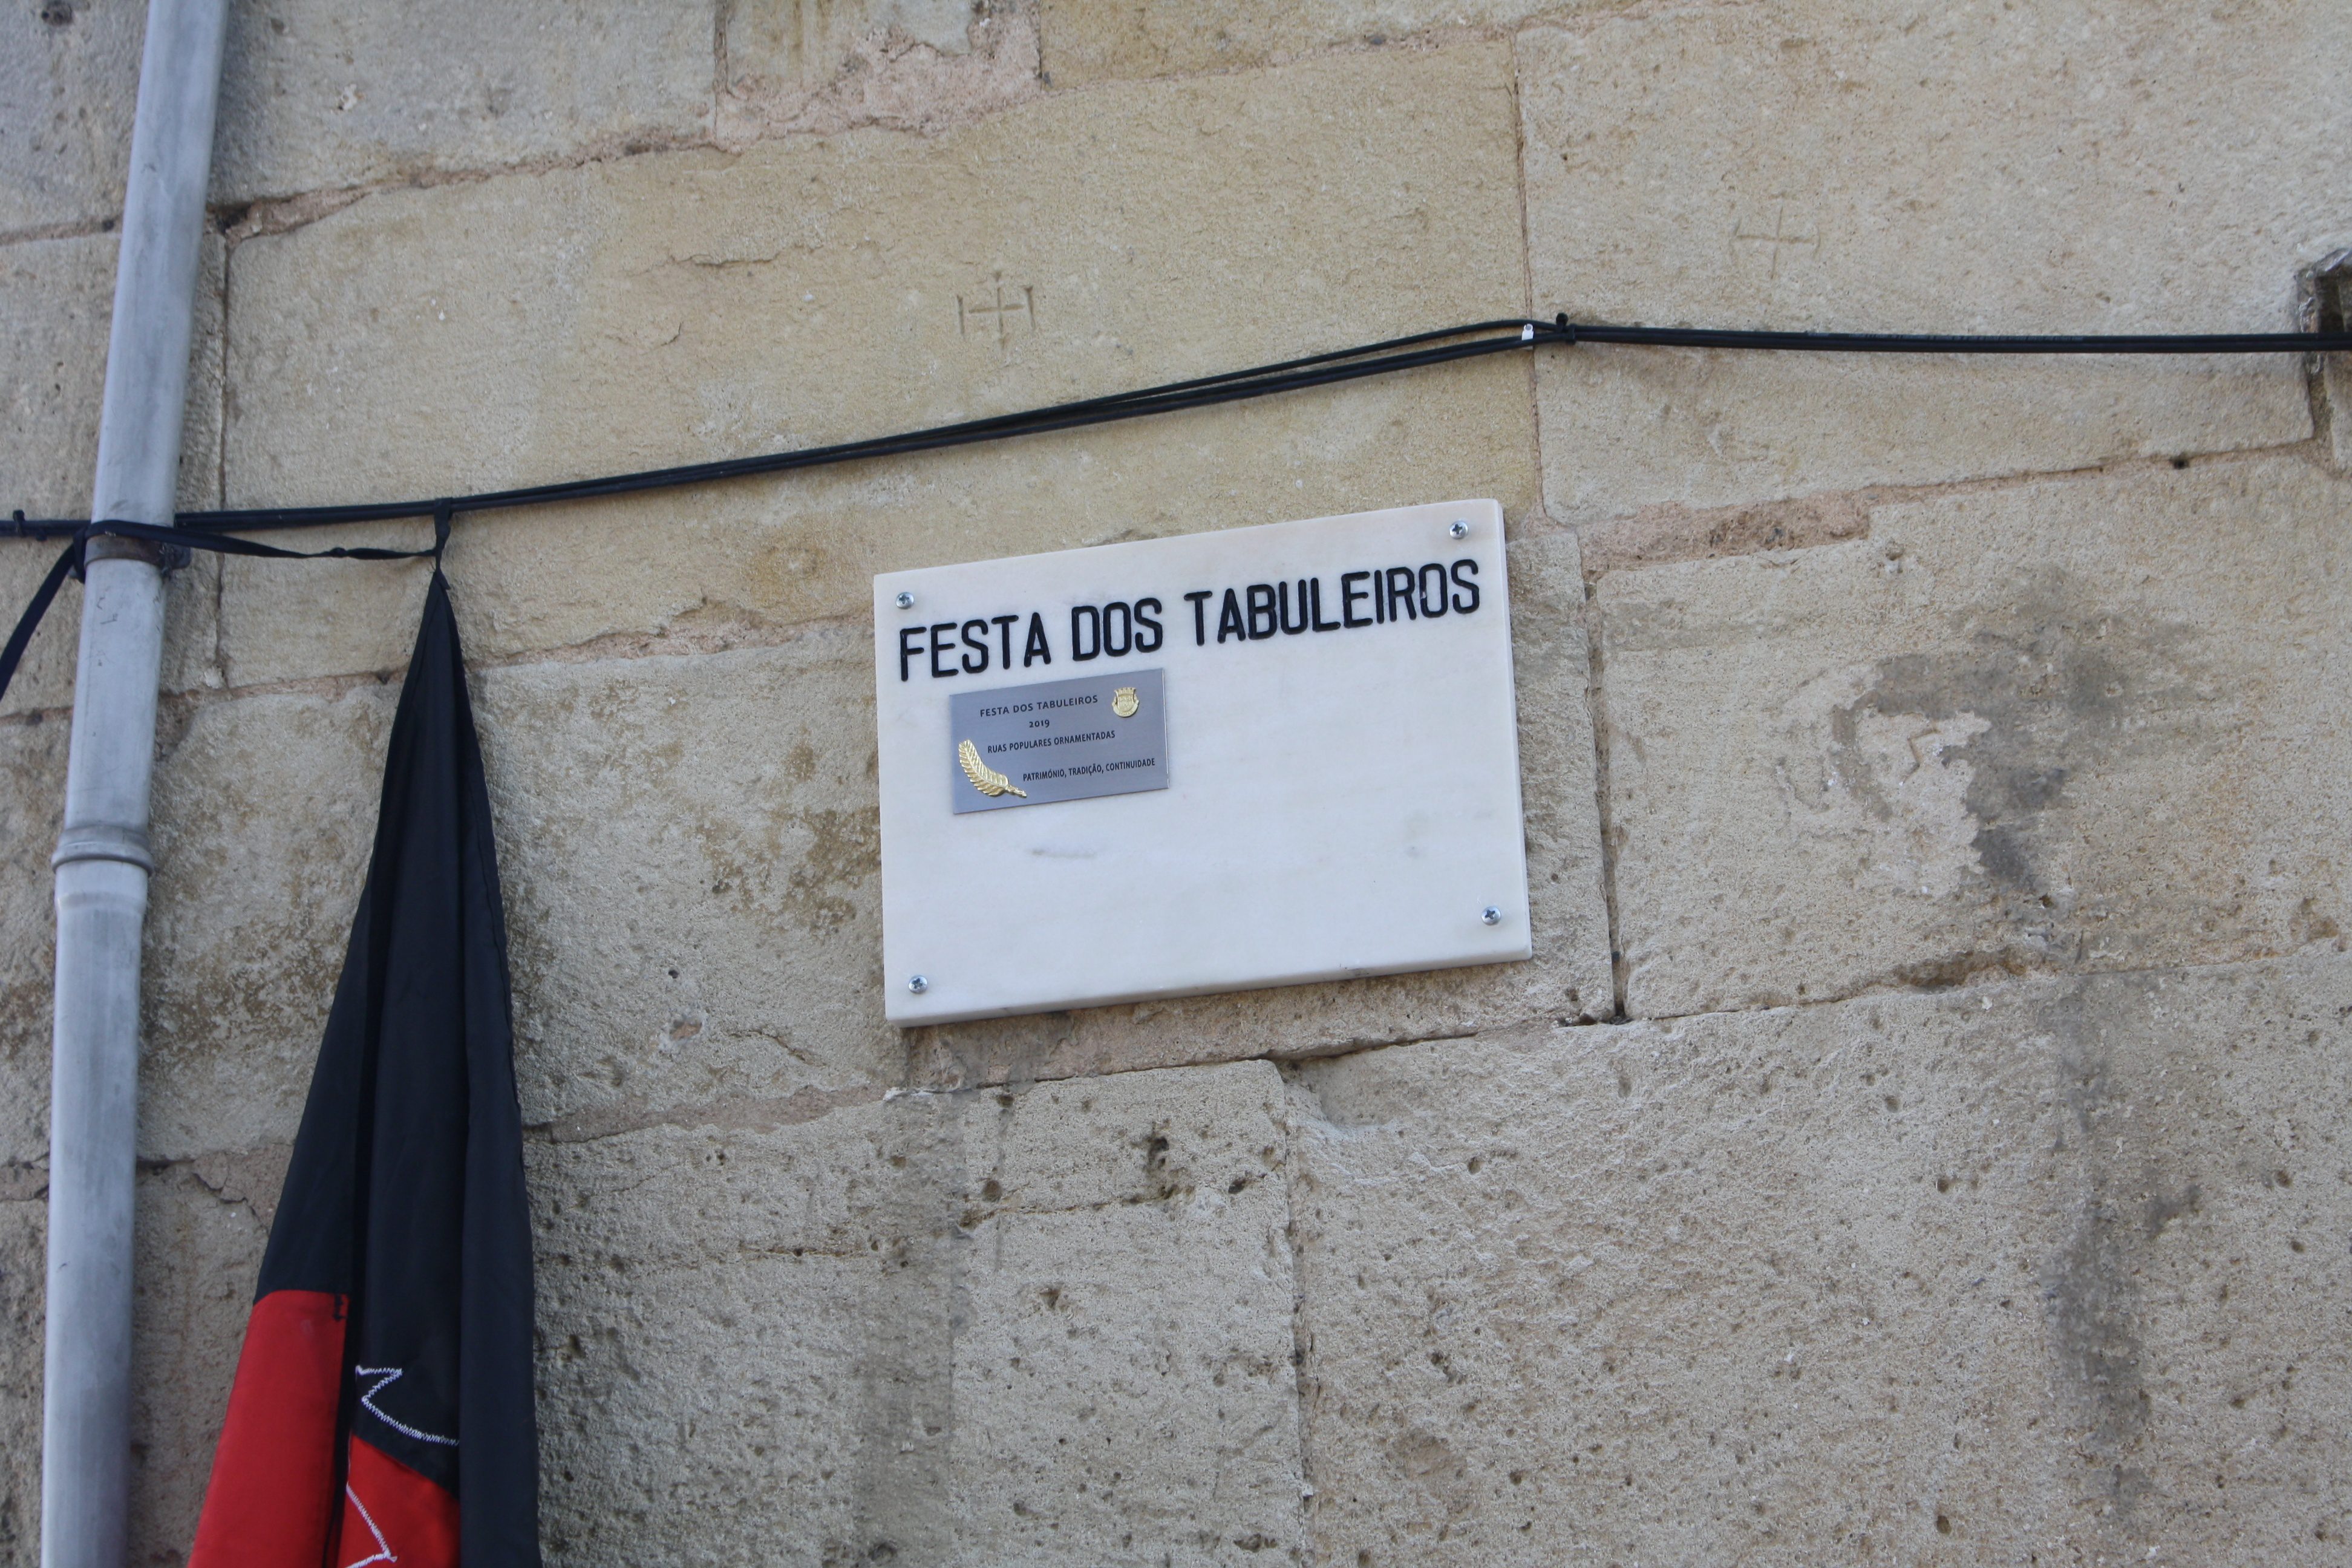 FESTA DOS TABULEIROS
FESTA DOS TABULEIROS
2019
RUAS POPULARES ORNAMENTADAS
PATRIMÓNIO, TRADIÇÃO, CONTINUIDADE